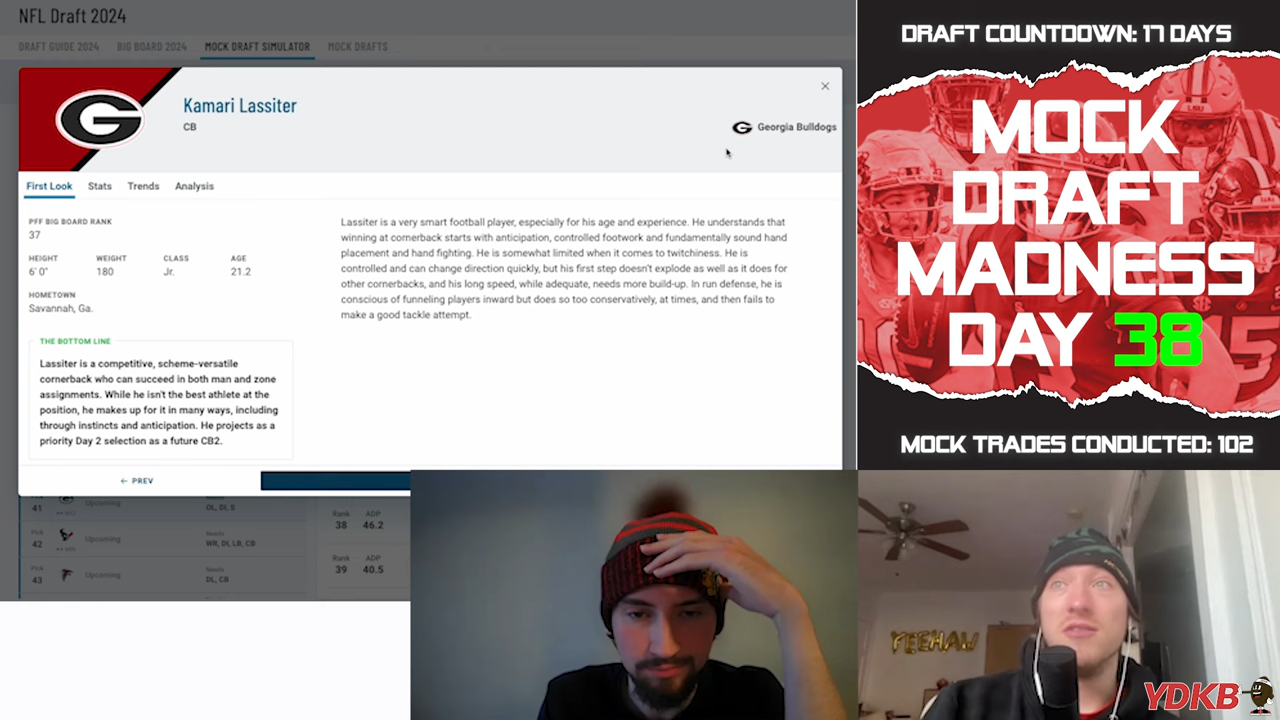 NFL Draft 2024
DRAFT GUIDE 2024 BIG BOARD 2024 MOCK DRAFT SIMULATOR MOCK DRAFTS
Kamari Lassiter
CB
G
G Georgia Bulldogs
First Look Stats Trends Analysis
PFF BIG BOARD RANK
37
HEIGHT WEIGHT CLASS AGE
6' 0" 180 Jr. 21.2
HOMETOWN
Savannah, Ga.
THE BOTTOM LINE
Lassiter is a competitive, scheme-versatile
cornerback who can succeed in both man and zone
assignments. While he isn't the best athlete at the
position, he makes up for it in many ways, including
through instincts and anticipation. He projects as a
priority Day 2 selection as a future CB2.
Lassiter is a very smart football player, especially for his age and experience. He understands that
winning at cornerback starts with anticipation, controlled footwork and fundamentally sound hand
placement and hand fighting. He is somewhat limited when it comes to twitchiness. He is
controlled and can change direction quickly, but his first step doesn't explode as well as it does for
other cornerbacks, and his long speed, while adequate, needs more build-up. In run defense, he is
conscious of funneling players inward but does so too conservatively, at times, and then fails to
make a good tackle attempt.
← PREV
41 Upcoming OL, DI, S
Pick Needs
42 Upcoming WR, DI, LB, CB
Pick Needs
43 Upcoming DL, CB
Rank ADP
38 46.2
Rank ADP
39 40.5
DRAFT COUNTDOWN: 17 DAYS
MOCK
DRAFT
MADNESS
DAY 38
MOCK TRADES CONDUCTED: 102
YEEHAW
YDKB